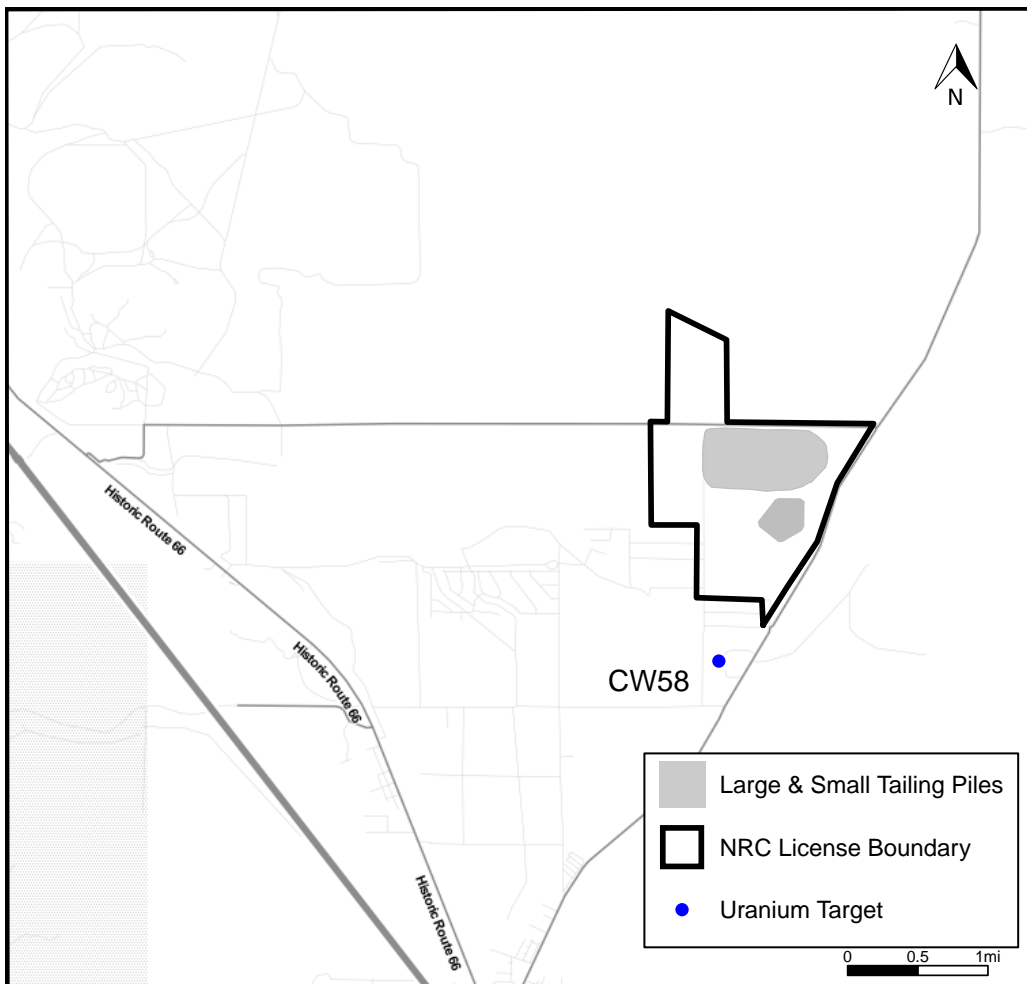 N
Historic Route 66
Historic Route 66
CW58
Historic Route 66
Large & Small Tailing Piles
NRC License Boundary
Uranium Target
0 0.5 1mi